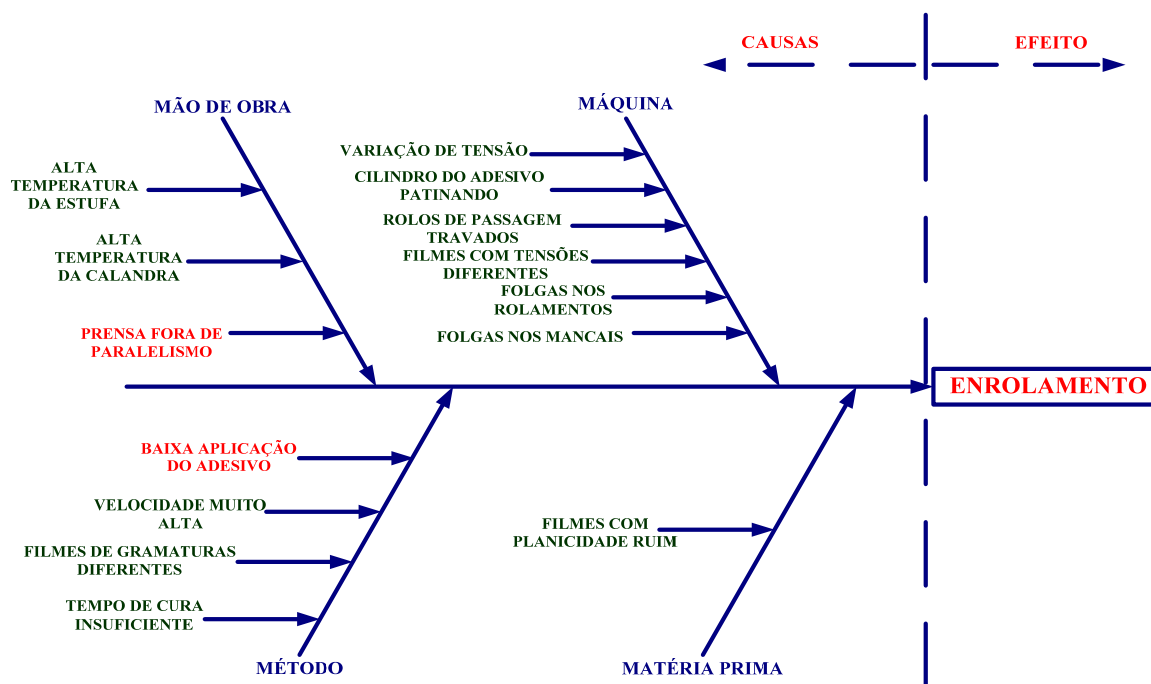 CAUSAS
EFEITO
MÃO DE OBRA
MÁQUINA
ALTA
TEMPERATURA
DA ESTUFA
ALTA
TEMPERATURA
DA CALANDRA
PRENSA FORA DE
PARALELISMO
VARIAÇÃO DE TENSÃO
CILINDRO DO ADESIVO
PATINANDO
ROLOS DE PASSAGEM
TRAVADOS
FILMES COM TENSÕES
DIFERENTES
FOLGAS NOS
ROLAMENTOS
FOLGAS NOS MANCAIS
ENROLAMENTO
BAIXA APLICAÇÃO
DO ADESIVO
VELOCIDADE MUITO
ALTA
FILMES DE GRAMATURAS
DIFERENTES
TEMPO DE CURA
INSUFICIENTE
FILMES COM
PLANICIDADE RUIM
MÉTODO
MATÉRIA PRIMA